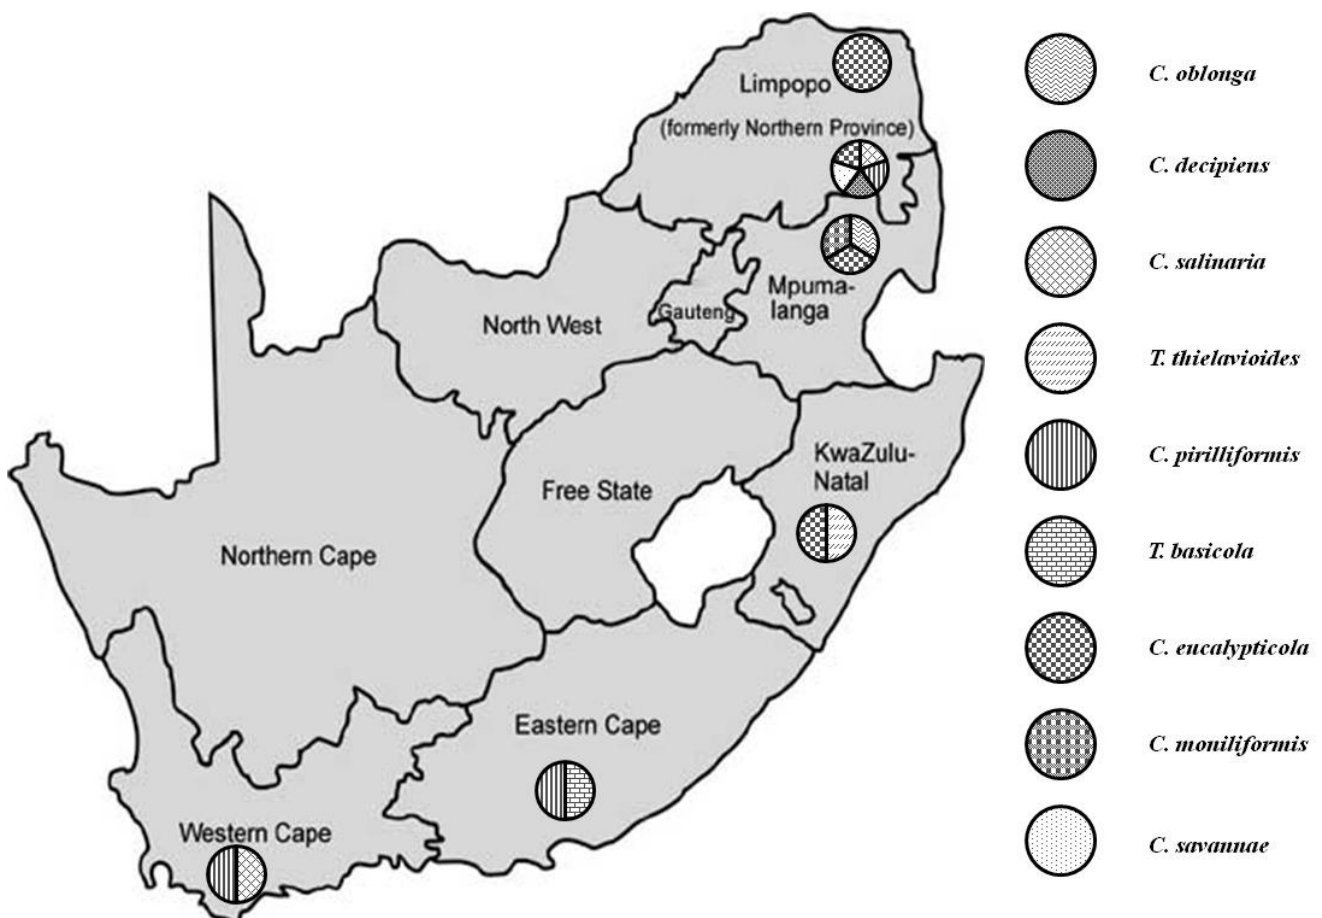 Limpopo
(formerly Northern Province)
Mpuma-
langa
Gauteng
North West
KwaZulu-
Natal
Free State
Northern Cape
Eastern Cape
Western Cape
C. oblonga
C. decipiens
C. salinaria
T. thielavioides
C. pirilliformis
T. basicola
C. eucalypticola
C. moniliformis
C. savannae